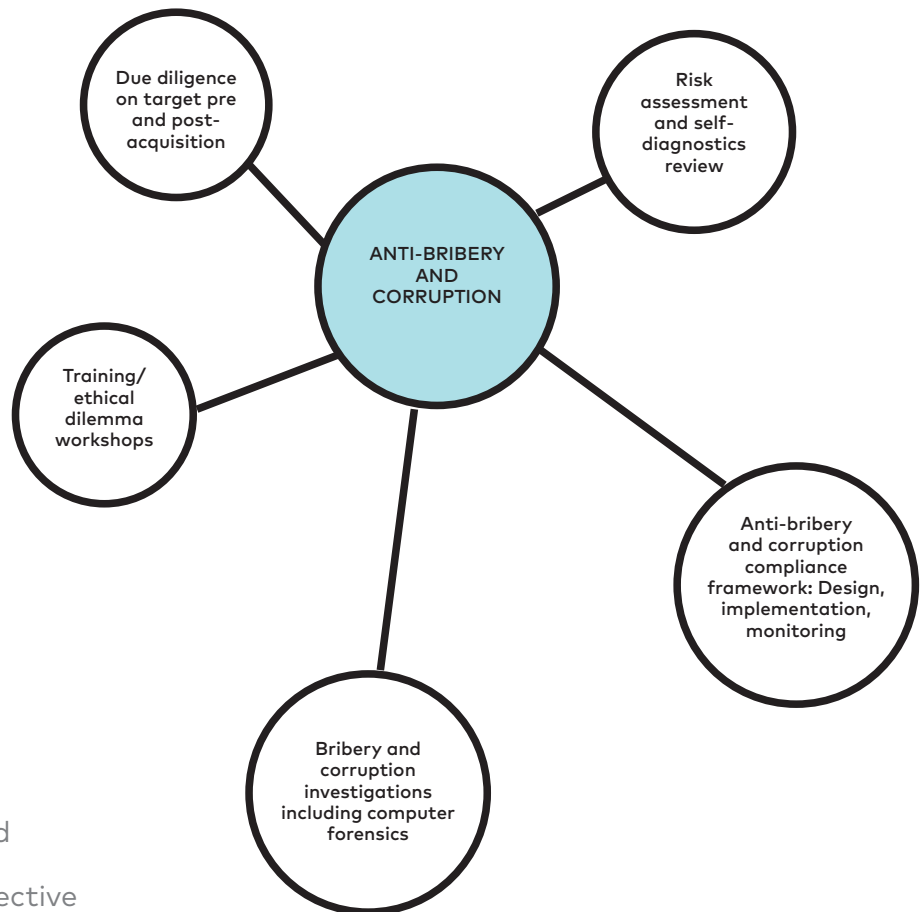 Due diligence
on target pre
and post-
acquisition
Risk
assessment
and self-
diagnostics
review
ANTI-BRIBERY
AND
CORRUPTION
Training/
ethical
dilemma
workshops
Anti-bribery
and corruption
compliance
framework: Design,
implementation,
monitoring
Bribery and
corruption
investigations
including computer
forensics